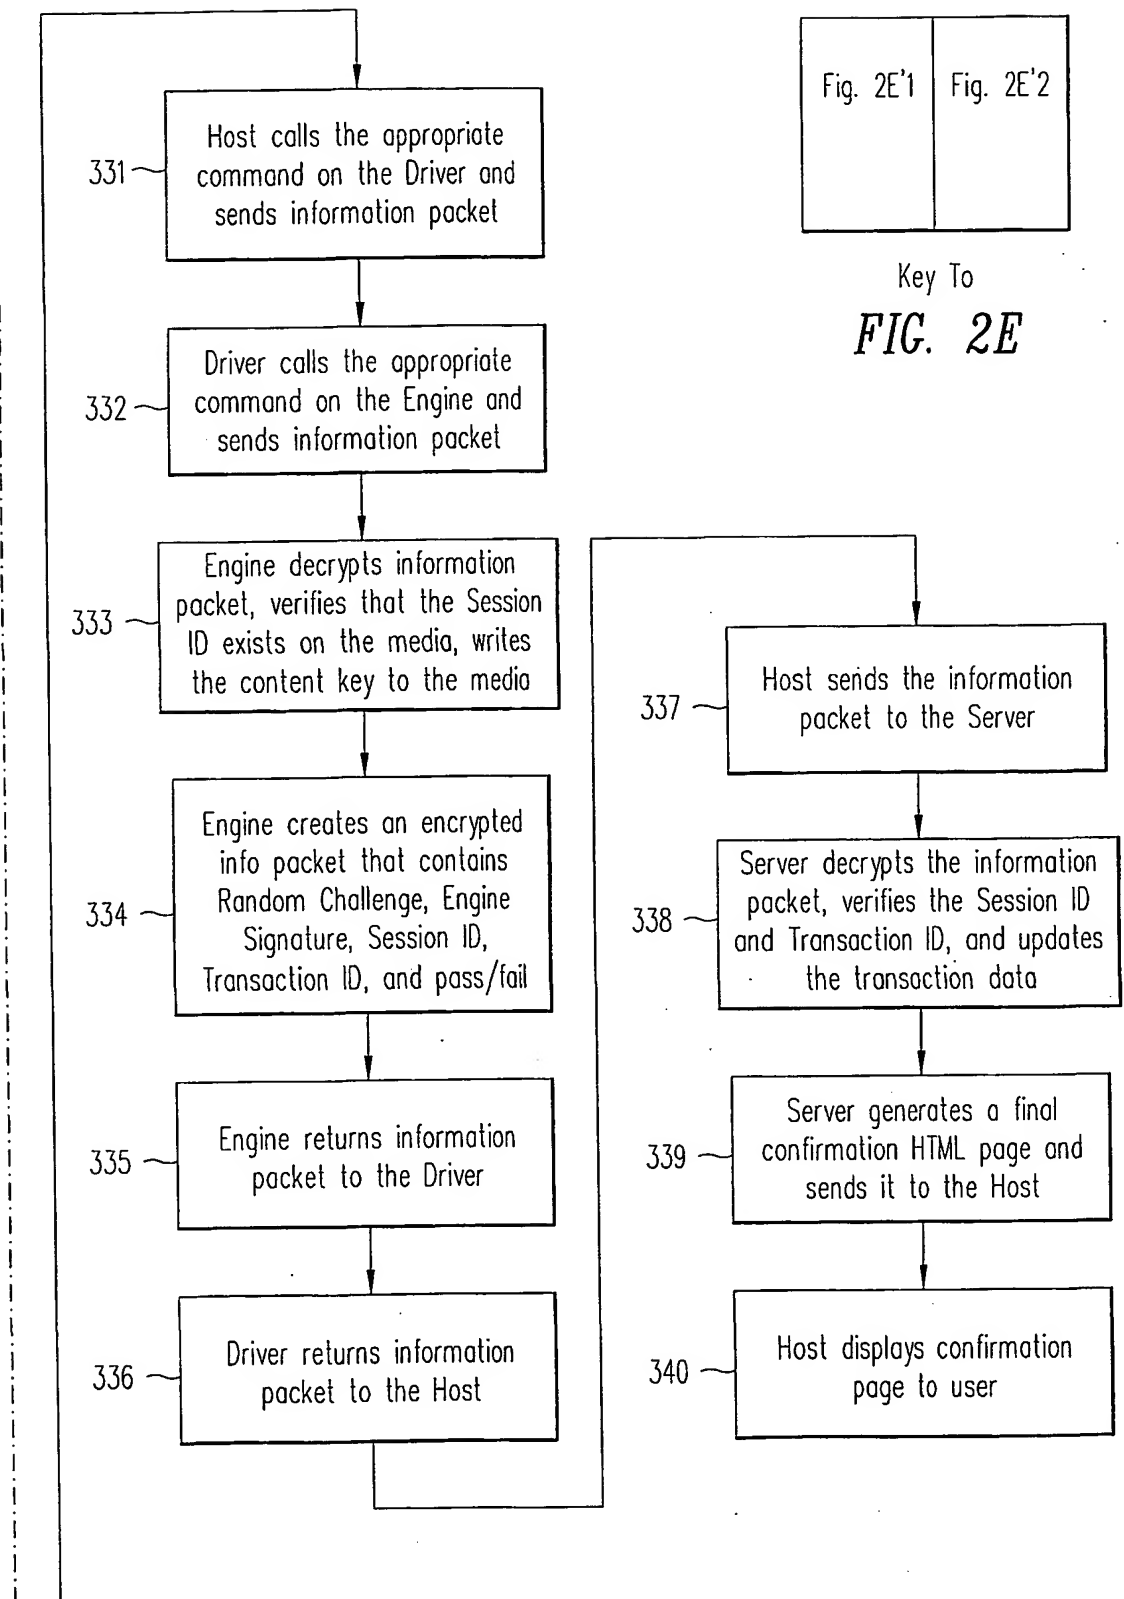 331
Host calls the appropriate
command on the Driver and
sends information packet
332
Driver calls the appropriate
command on the Engine and
sends information packet
333
Engine decrypts information
packet, verifies that the Session
ID exists on the media, writes
the content key to the media
334
Engine creates an encrypted
info packet that contains
Random Challenge, Engine
Signature, Session ID,
Transaction ID, and pass/fail
335
Engine returns information
packet to the Driver
336
Driver returns information
packet to the Host
Fig. 2E'1
Fig. 2E'2
Key To
FIG. 2E
337
Host sends the information
packet to the Server
338
Server decrypts the information
packet, verifies the Session ID
and Transaction ID, and updates
the transaction data
339
Server generates a final
confirmation HTML page and
sends it to the Host
340
Host displays confirmation
page to user